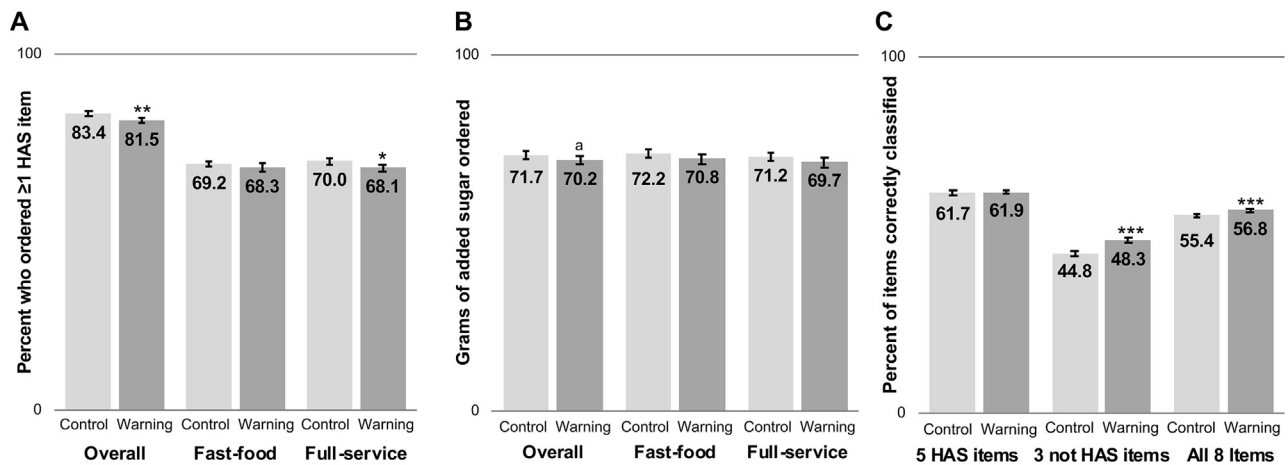 A
Percent who ordered ≥1 HAS item
100
0
83.4
**
81.5
69.2
68.3
70.0
*
68.1
Control Warning Control Warning Control Warning
Overall Fast-food Full-service
B
Grams of added sugar ordered
100
0
71.7
a
70.2
72.2
70.8
71.2
69.7
Control Warning Control Warning Control Warning
Overall Fast-food Full-service
C
Percent of items correctly classified
100
0
61.7
61.9
44.8
***
48.3
55.4
***
56.8
Control Warning Control Warning Control Warning
5 HAS items 3 not HAS items All 8 Items